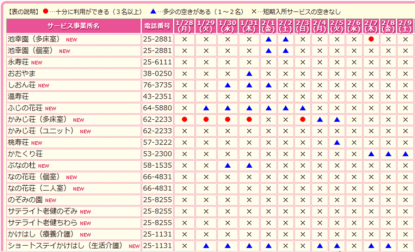 【表の説明】●…十分に利用ができる（３名以上） ▲…多少の空きがある（１～２名） ×…短期入所サービスの空きなし
サービス事業所名 電話番号 1/28(月) 1/29(火) 1/30(水) 1/31(木) 2/1(金) 2/2(土) 2/3(日) 2/4(月) 2/5(火) 2/6(水) 2/7(木) 2/8(金) 2/9(土)
池幸園（多床室） NEW 25-2881 × × × × ▲ ▲ × × × × ● × ×
池幸園（個室） NEW 25-2881 × × × × ▲ ▲ × × × × × × ×
永寿荘 NEW 25-6111 × × × × × × × × × × × × ×
おおやま 38-0250 × × × ▲ × × × × × × × × ×
しおん荘 NEW 76-3735 × × ▲ ▲ ▲ × × × × × × × ×
温寿荘 43-2351 × × × × × × × × × × × × ×
ふじの花荘 NEW 64-5880 × ▲ ▲ ▲ ▲ ▲ ▲ × × × × × ×
かみじ荘（多床室） NEW 62-2233 ● ● ● ● × × ● ▲ ▲ × × × ×
かみじ荘（ユニット） NEW 62-2233 × × × × × × × × × × × × ×
桃寿荘 NEW 57-3222 × × × × × × × × ▲ × × × ×
かたくり荘 53-2300 × × × × × × × × × × ▲ ▲ ▲
ぶなの杜 NEW 58-1535 × × ▲ ▲ × × × × × × × × ×
なの花荘（個室） NEW 66-4831 × × × × × × × × × × × × ×
なの花荘（二人室） NEW 66-4831 × × × × × × × × × × × × ×
のぞみの園 NEW 25-8255 × × × × × × × × × × × × ×
サテライト老健のぞみ NEW 25-8255 × × × × × × × × × × × × ×
サテライト老健ちわら NEW 25-8255 × × × × × × × × × × × × ×
かけはし（療養介護） NEW 25-1131 × × × × × × × × × × × × ×
ショートステイかけはし（生活介護） NEW 25-1131 × ▲ ▲ ▲ ▲ × × ▲ ▲ × ▲ ▲ ×